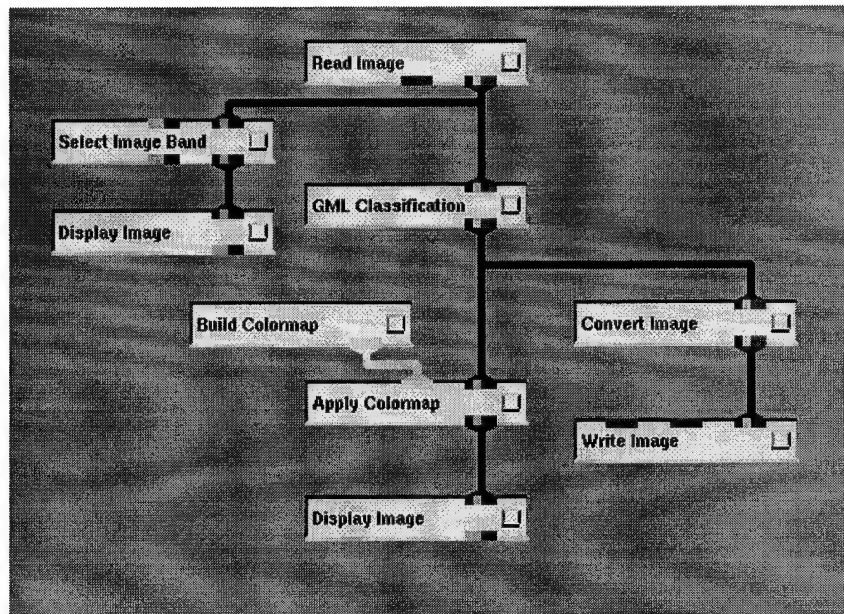 Read Image
Select Image Band
GML Classification
Display Image
Build Colormap
Convert Image
Apply Colormap
Write Image
Display Image